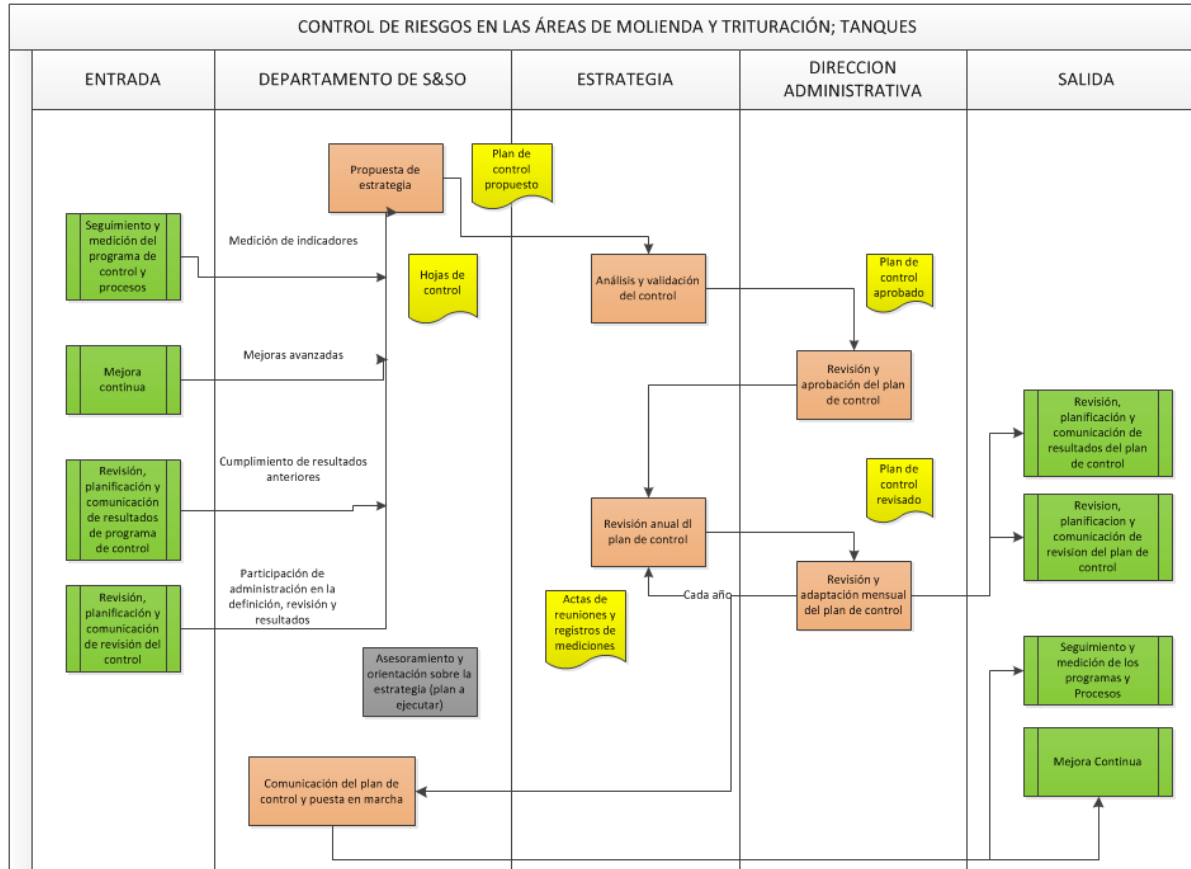 CONTROL DE RIESGOS EN LAS ÁREAS DE MOLIENDA Y TRITURACIÓN; TANQUES
ENTRADA
DEPARTAMENTO DE S&SO
ESTRATEGIA
DIRECCION
ADMINISTRATIVA
SALIDA
Propuesta de
estrategia
Plan de
control
propuesto
Seguimiento y
medición del
programa de
control y
procesos
Medición de indicadores
Hojas de
control
Análisis y validación
del control
Plan de
control
aprobado
Mejora
continua
Mejoras avanzadas
Revisión y
aprobación del plan
de control
Revisión,
planificación y
comunicación de
resultados del plan
de control
Revisión,
planificación y
comunicación
de resultados
de programa
de control
Cumplimiento de resultados
anteriores
Revisión anual dl
plan de control
Plan de
control
revisado
Revision,
planificacion y
comunicación de
revision del plan de
control
Revisión,
planificación y
comunicación
de revisión del
control
Participación de
administración en la
definición, revisión y
resultados
Actas de
reuniones y
registros de
mediciones
Cada año
Revisión y
adaptación mensual
del plan de control
Seguimiento y
medición de los
programas y
Procesos
Asesoramiento y
orientación sobre la
estrategia (plan a
ejecutar)
Mejora Continua
Comunicación del plan de
control y puesta en marcha